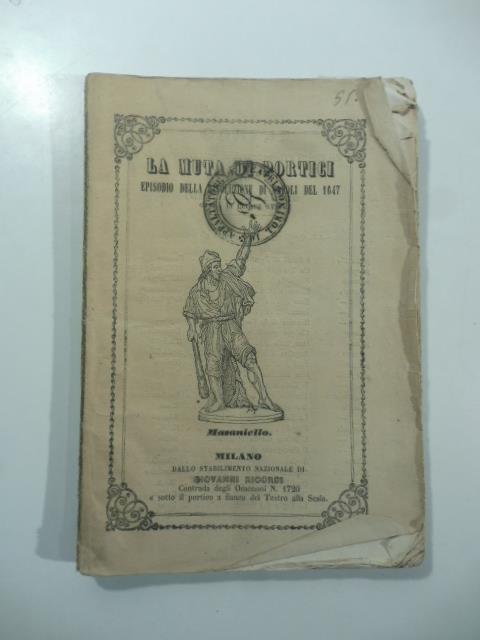 51.
LA MUTA DI PORTICI
EPISODIO DELLA DI NAPOLI DEL 1647
Masaniello.
MILANO
DALLO STABILIMENTO NAZIONALE DI
GIOVANNI RICORDI
Contrada degli Omenoni N. 1720
e sotto il portico a fianco del Teatro alla Scala.